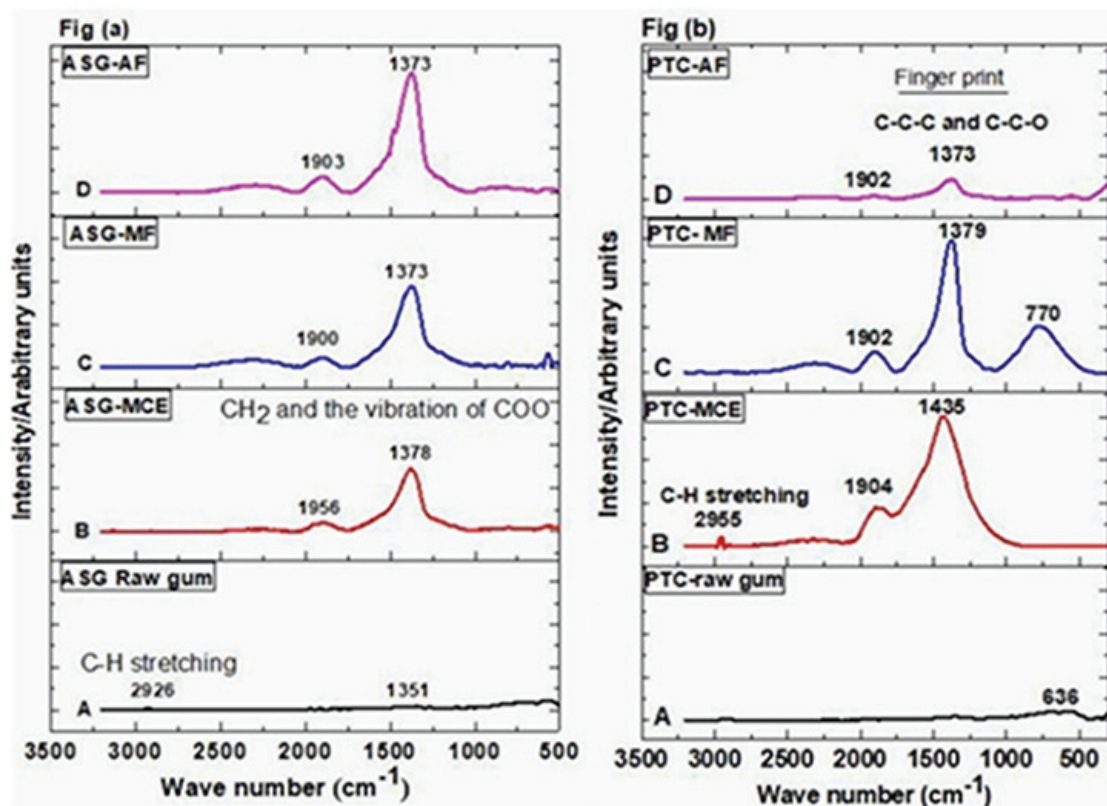 Fig (a)
ASG-AF
1373
1903
D
ASG-MF
1373
1900
C
ASG-MCE
CH2 and the vibration of COO
1378
1956
B
ASG Raw gum
C-H stretching
2926
1351
A
3500 3000 2500 2000 1500 1000 500
Wave number (cm-1)
Intensity/Arabitrary units
Fig (b)
PTC-AF
Finger print
C-C-C and C-C-O
1373
1902
D
PTC- MF
1379
770
1902
C
PTC-MCE
1435
1904
C-H stretching
2955
B
PTC-raw gum
636
A
3500 3000 2500 2000 1500 1000 500
Wave number (cm-1)
Intensity/Arbitrary units